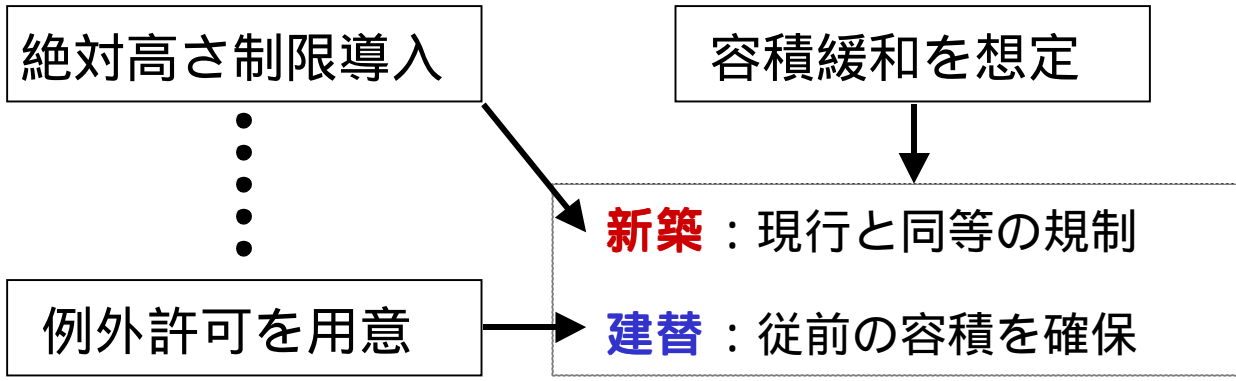 絶対高さ制限導入
容積緩和を想定
新築：現行と同等の規制
例外許可を用意
建替：従前の容積を確保